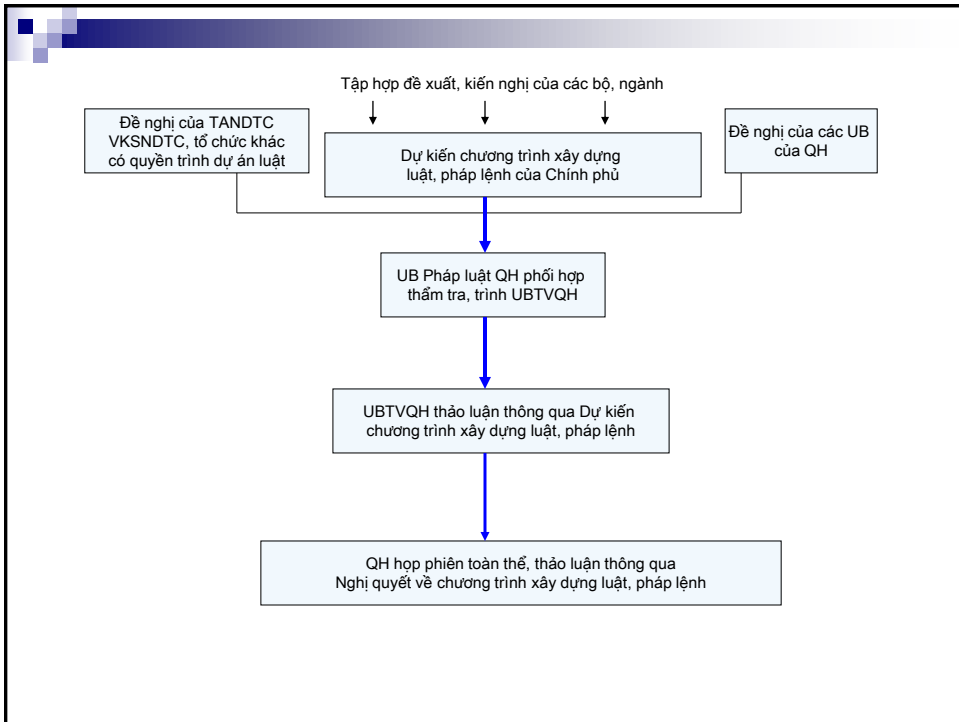 Tập hợp đề xuất, kiến nghị của các bộ, ngành
Đề nghị của TANDTC
VKSNDTC, tổ chức khác
có quyền trình dự án luật
Dự kiến chương trình xây dựng
luật, pháp lệnh của Chính phủ
Đề nghị của các UB
của QH
UB Pháp luật QH phối hợp
thẩm tra, trình UBTVQH
UBTVQH thảo luận thông qua Dự kiến
chương trình xây dựng luật, pháp lệnh
QH họp phiên toàn thể, thảo luận thông qua
Nghị quyết về chương trình xây dựng luật, pháp lệnh